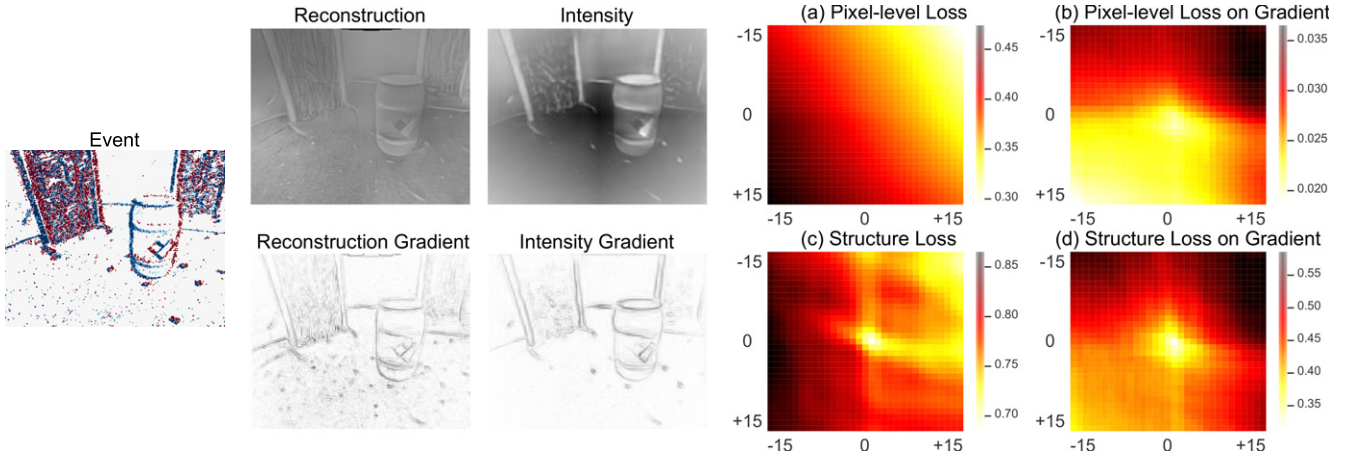 Event
Reconstruction
Intensity
Reconstruction Gradient
Intensity Gradient
(a) Pixel-level Loss
-15
0
+15
-15 0 +15
0.45
0.40
0.35
0.30
(b) Pixel-level Loss on Gradient
-15
0
+15
-15 0 +15
0.035
0.030
0.025
0.020
(c) Structure Loss
-15
0
+15
-15 0 +15
0.85
0.80
0.75
0.70
(d) Structure Loss on Gradient
-15
0
+15
-15 0 +15
0.55
0.50
0.45
0.40
0.35